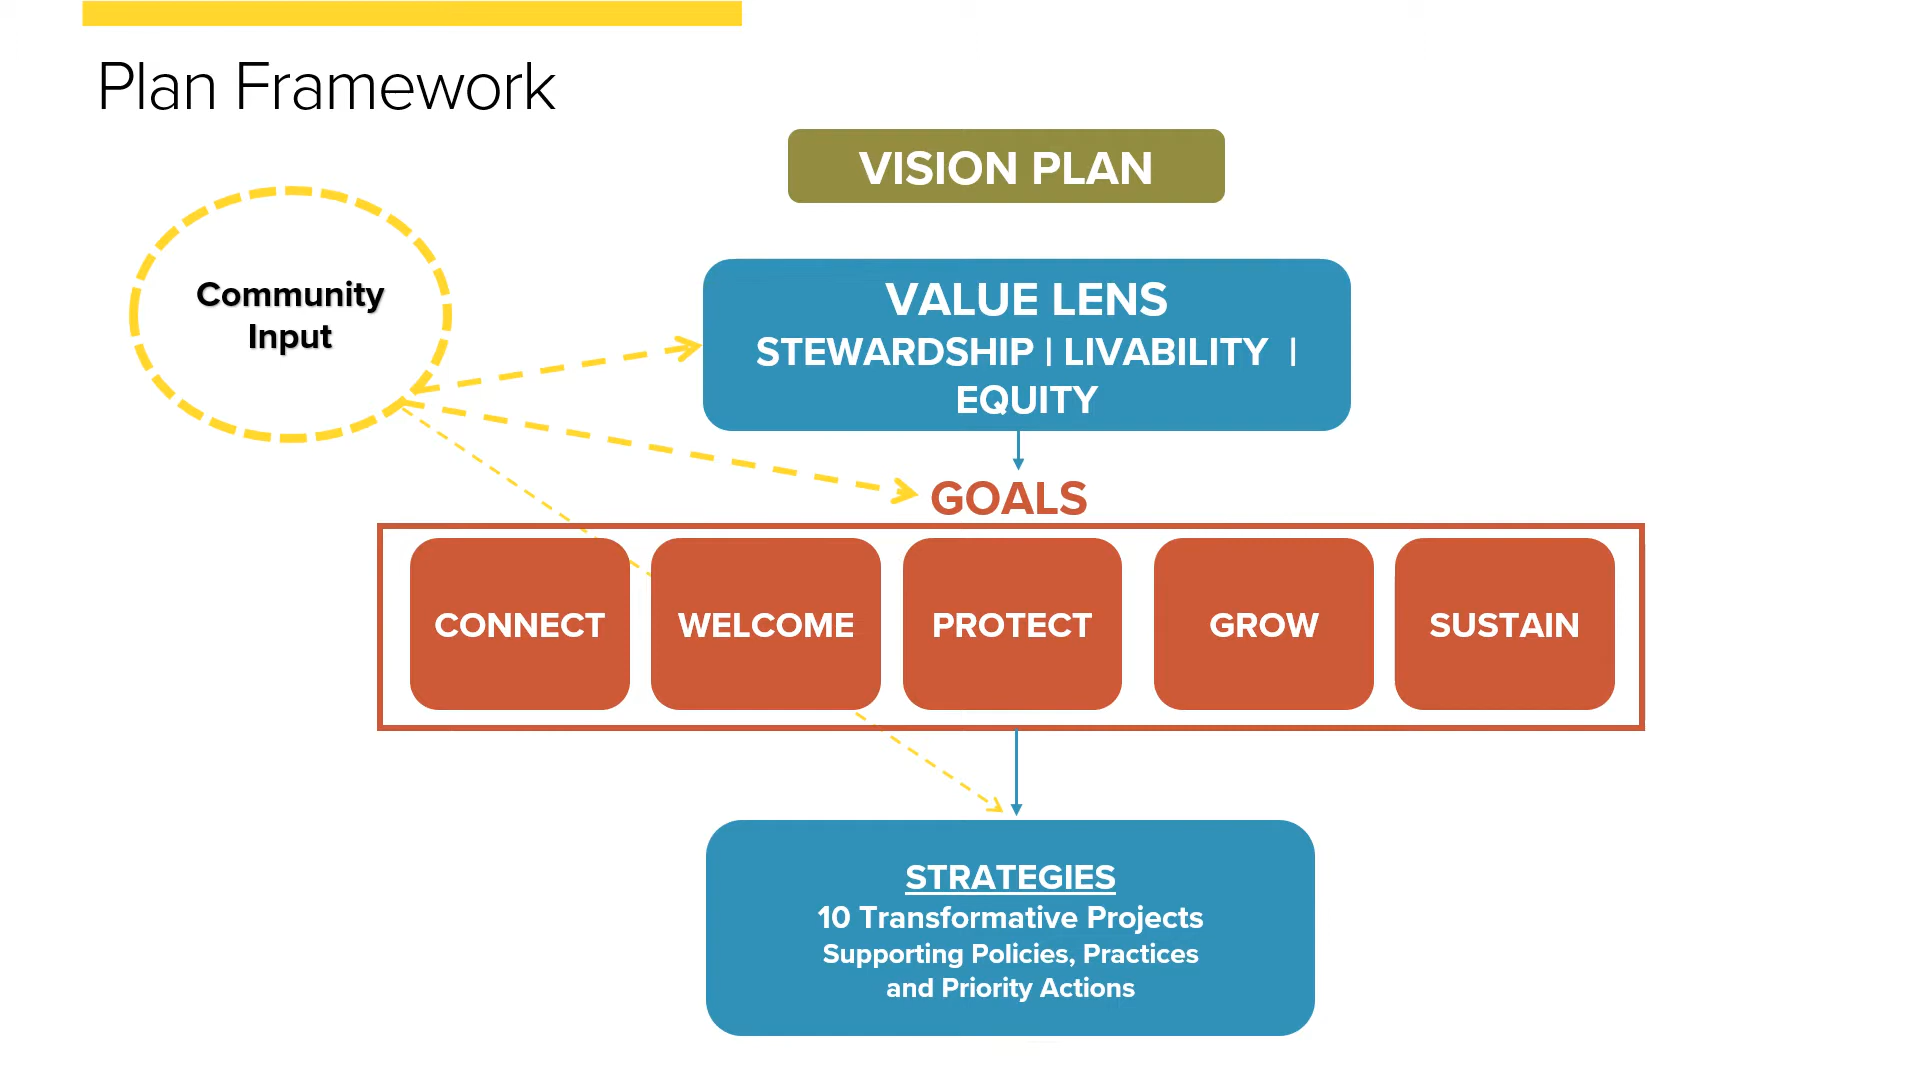 Plan Framework
VISION PLAN
Community
Input
VALUE LENS
STEWARDSHIP | LIVABILITY |
EQUITY
GOALS
CONNECT
WELCOME
PROTECT
GROW
SUSTAIN
STRATEGIES
10 Transformative Projects
Supporting Policies, Practices
and Priority Actions